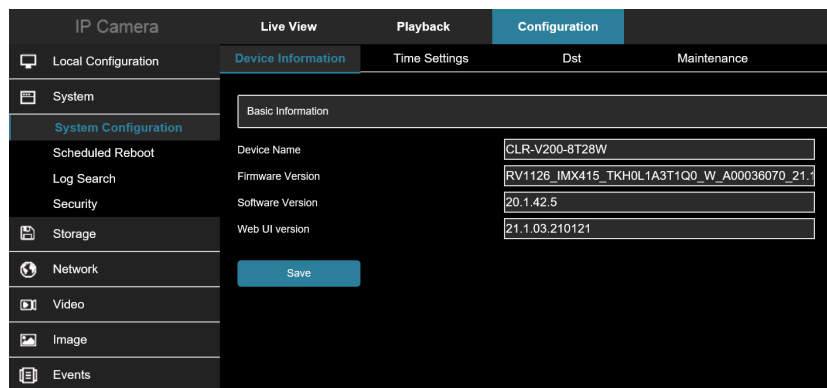 IP Camera
Live View Playback Configuration
Local Configuration
Device Information Time Settings Dst Maintenance
System
System Configuration
Scheduled Reboot
Log Search
Security
Storage
Network
Video
Image
Events
Basic Information
Device Name CLR-V200-8T28W
Firmware Version RV1126_IMX415_TKH0L1A3T1Q0_W_A00036070_21.1
Software Version 20.1.42.5
Web UI version 21.1.03.210121
Save